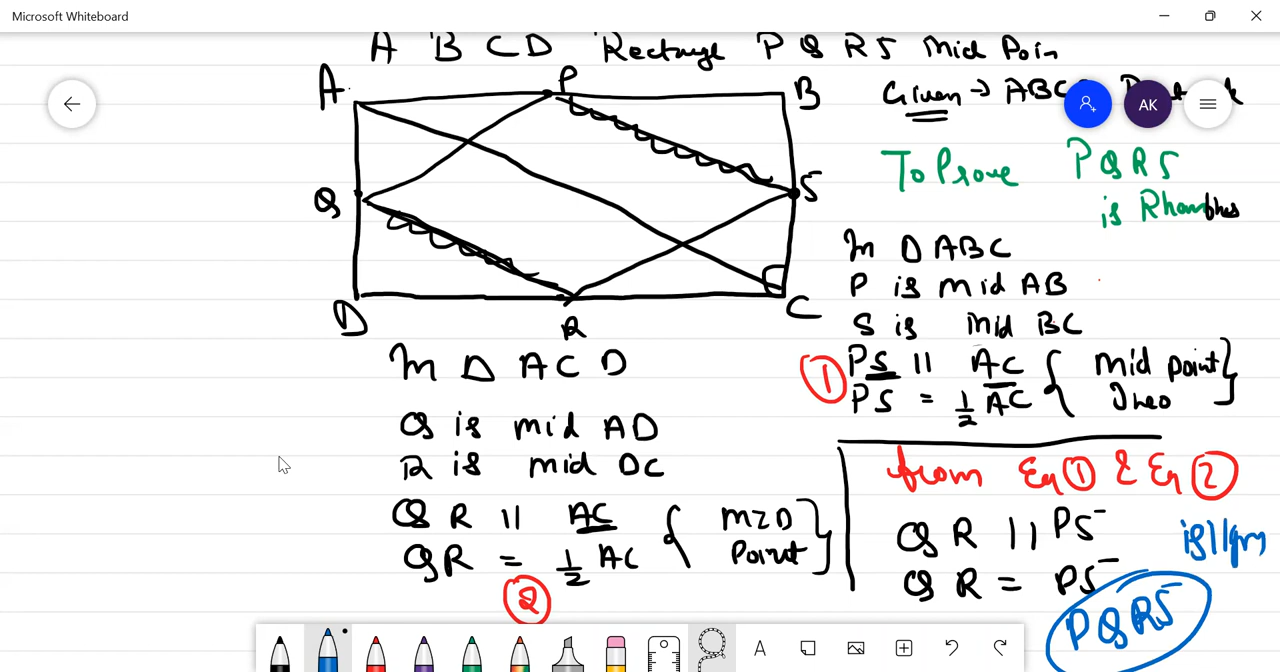 Microsoft Whiteboard
A B C D Rectangle P Q R S Mid Poin
A P B
Given → ABC
AK
To Prove PQRS
is Rhombus
Q S
In Δ ABC
P is mid AB
S is mid BC
D R C
① PS || AC { mid point }
PS = 1/2 AC { Theo }
In Δ ACD
Q is mid AD
R is mid DC
QR || AC { MID }
QR = 1/2 AC { Point }
②
from Eq ① & Eq ②
QR || PS
QR = PS
is ||gm
PQRS
A